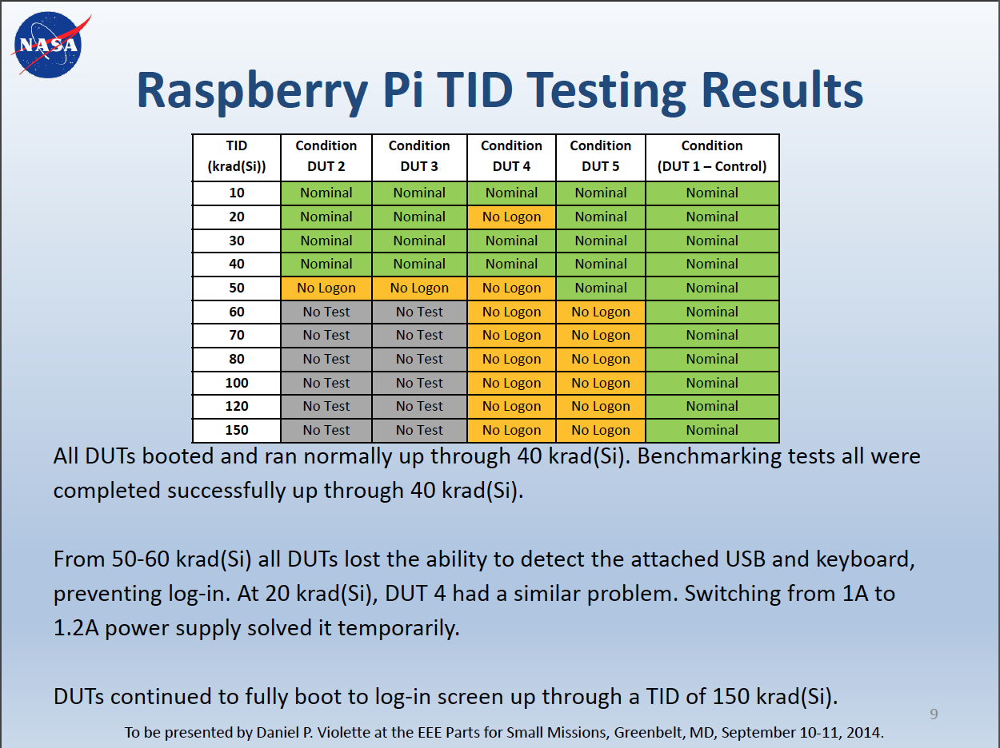 NASA
Raspberry Pi TID Testing Results
TID (krad(Si)) Condition DUT 2 Condition DUT 3 Condition DUT 4 Condition DUT 5 Condition (DUT 1 – Control)
10 Nominal Nominal Nominal Nominal Nominal
20 Nominal Nominal No Logon Nominal Nominal
30 Nominal Nominal Nominal Nominal Nominal
40 Nominal Nominal Nominal Nominal Nominal
50 No Logon No Logon No Logon Nominal Nominal
60 No Test No Test No Logon No Logon Nominal
70 No Test No Test No Logon No Logon Nominal
80 No Test No Test No Logon No Logon Nominal
100 No Test No Test No Logon No Logon Nominal
120 No Test No Test No Logon No Logon Nominal
150 No Test No Test No Logon No Logon Nominal
All DUTs booted and ran normally up through 40 krad(Si). Benchmarking tests all were
completed successfully up through 40 krad(Si).
From 50-60 krad(Si) all DUTs lost the ability to detect the attached USB and keyboard,
preventing log-in. At 20 krad(Si), DUT 4 had a similar problem. Switching from 1A to
1.2A power supply solved it temporarily.
DUTs continued to fully boot to log-in screen up through a TID of 150 krad(Si).
9
To be presented by Daniel P. Violette at the EEE Parts for Small Missions, Greenbelt, MD, September 10-11, 2014.